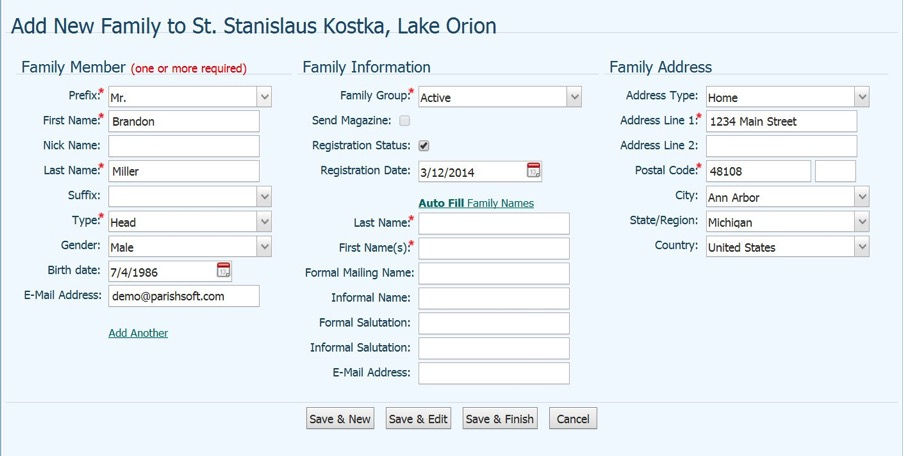 Add New Family to St. Stanislaus Kostka, Lake Orion
Family Member (one or more required)
Prefix:* Mr.
First Name:* Brandon
Nick Name:
Last Name:* Miller
Suffix:
Type:* Head
Gender: Male
Birth date: 7/4/1986
E-Mail Address: demo@parishsoft.com
Add Another
Family Information
Family Group:* Active
Send Magazine:
Registration Status:
Registration Date: 3/12/2014
Auto Fill Family Names
Last Name:*
First Name(s):*
Formal Mailing Name:
Informal Name:
Formal Salutation:
Informal Salutation:
E-Mail Address:
Family Address
Address Type: Home
Address Line 1:* 1234 Main Street
Address Line 2:
Postal Code:* 48108
City: Ann Arbor
State/Region: Michigan
Country: United States
Save & New Save & Edit Save & Finish Cancel